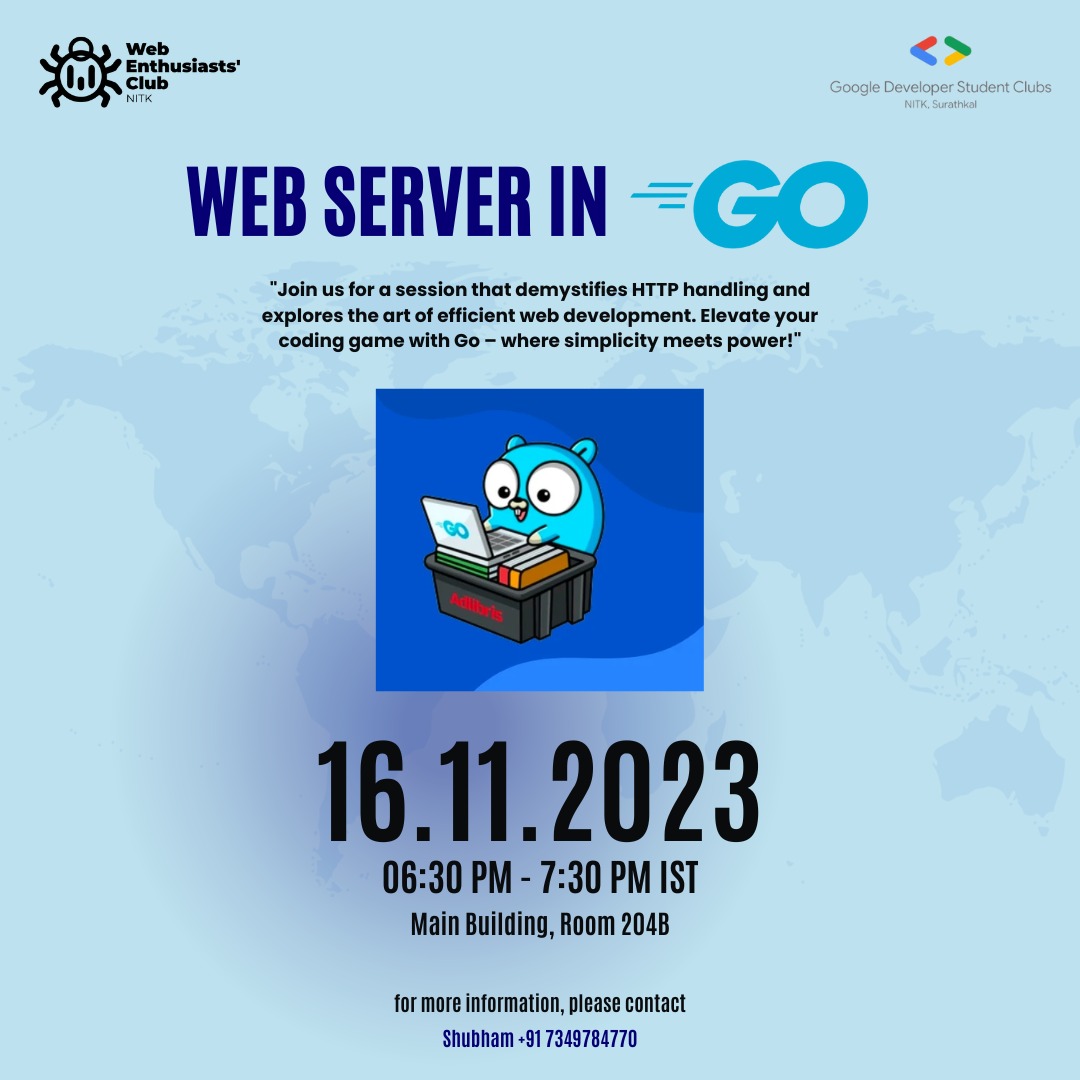 Web
Enthusiasts'
Club
NITK
Google Developer Student Clubs
NITK, Surathkal
WEB SERVER IN GO
"Join us for a session that demystifies HTTP handling and
explores the art of efficient web development. Elevate your
coding game with Go – where simplicity meets power!"
GO
Adlibris
16.11.2023
06:30 PM - 7:30 PM IST
Main Building, Room 204B
for more information, please contact
Shubham +91 7349784770